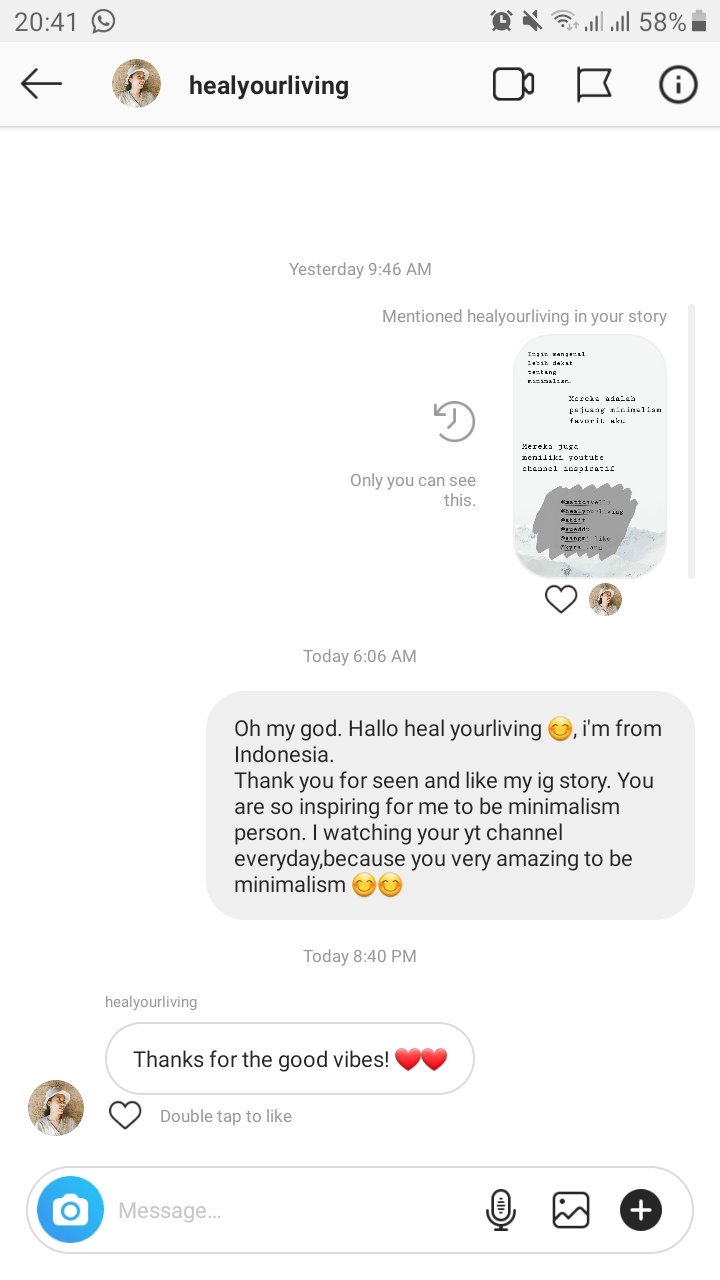 20:41
58%
healyourliving
Yesterday 9:46 AM
Mentioned healyourliving in your story
Ingin mengenal
lebih dekat
tentang
minimalism.
Mereka adalah
pejuang minimalism
favorit aku
Mereka juga
memiliki youtube
channel inspiratif
@healyourliving
Only you can see
this.
Today 6:06 AM
Oh my god. Hallo heal yourliving 😊, i'm from
Indonesia.
Thank you for seen and like my ig story. You
are so inspiring for me to be minimalism
person. I watching your yt channel
everyday,because you very amazing to be
minimalism 😊😊
Today 8:40 PM
healyourliving
Thanks for the good vibes! ❤️❤️
Double tap to like
Message...